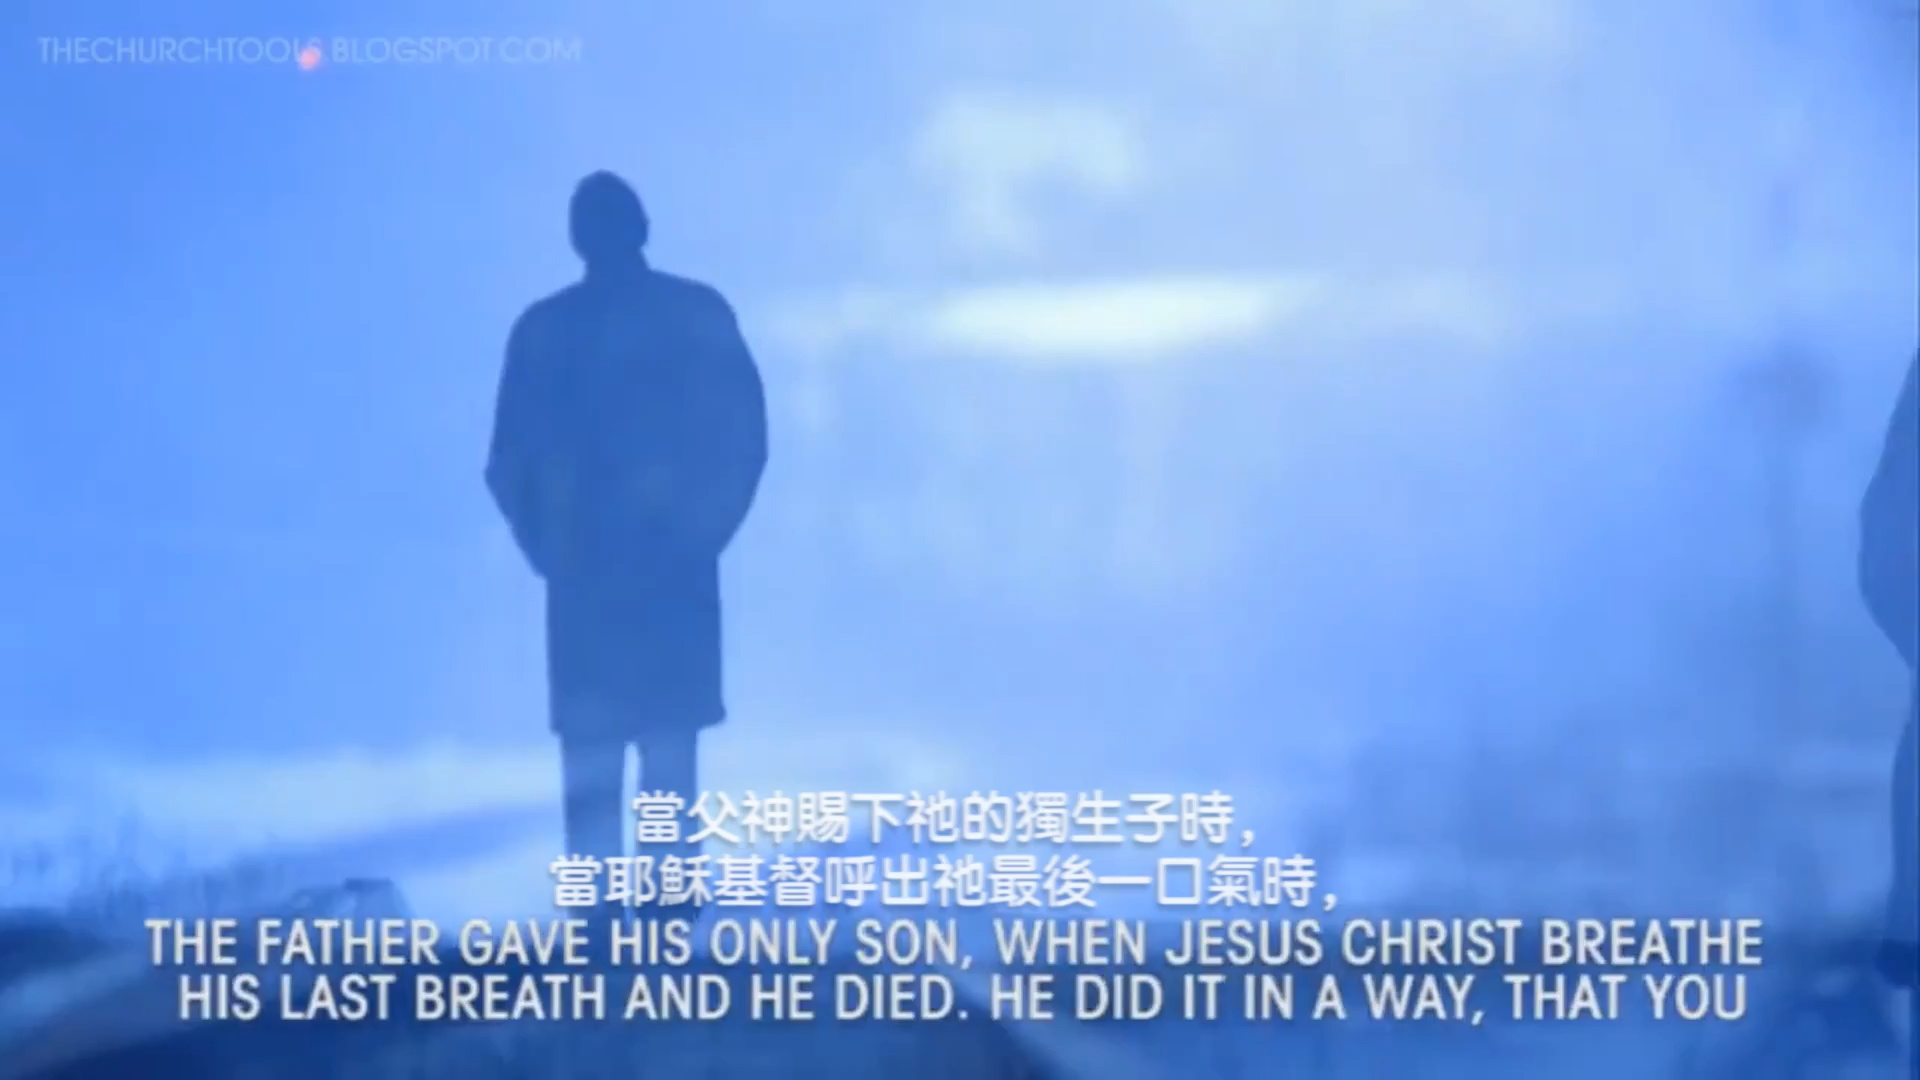 THECHURCHTOOLS.BLOGSPOT.COM
當父神賜下祂的獨生子時，
當耶穌基督呼出祂最後一口氣時，
THE FATHER GAVE HIS ONLY SON, WHEN JESUS CHRIST BREATHE
HIS LAST BREATH AND HE DIED. HE DID IT IN A WAY, THAT YOU